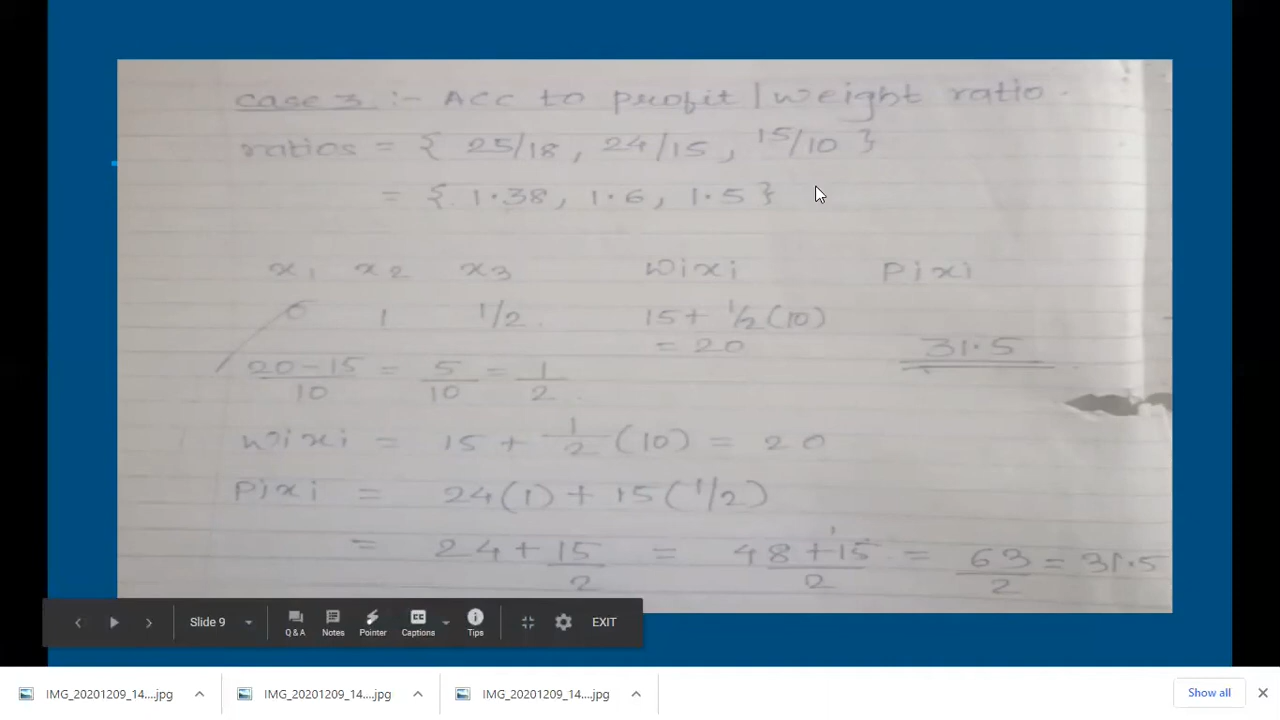 Case 3 :- Acc to profit | weight ratio.
ratios = { 25/18, 24/15, 15/10 }
= { 1.38, 1.6, 1.5 }
x1 x2 x3 wixi pixi
0 1 1/2. 15+ 1/2(10)
= 20 31.5
20-15/10 = 5/10 = 1/2.
wixi = 15 + 1/2 (10) = 20
pixi = 24(1) + 15(1/2)
= 24 + 15/2 = 48+15/2 = 63/2 = 31.5
Slide 9 Q&A Notes Pointer Captions Tips EXIT
IMG_20201209_14....jpg IMG_20201209_14....jpg IMG_20201209_14....jpg Show all